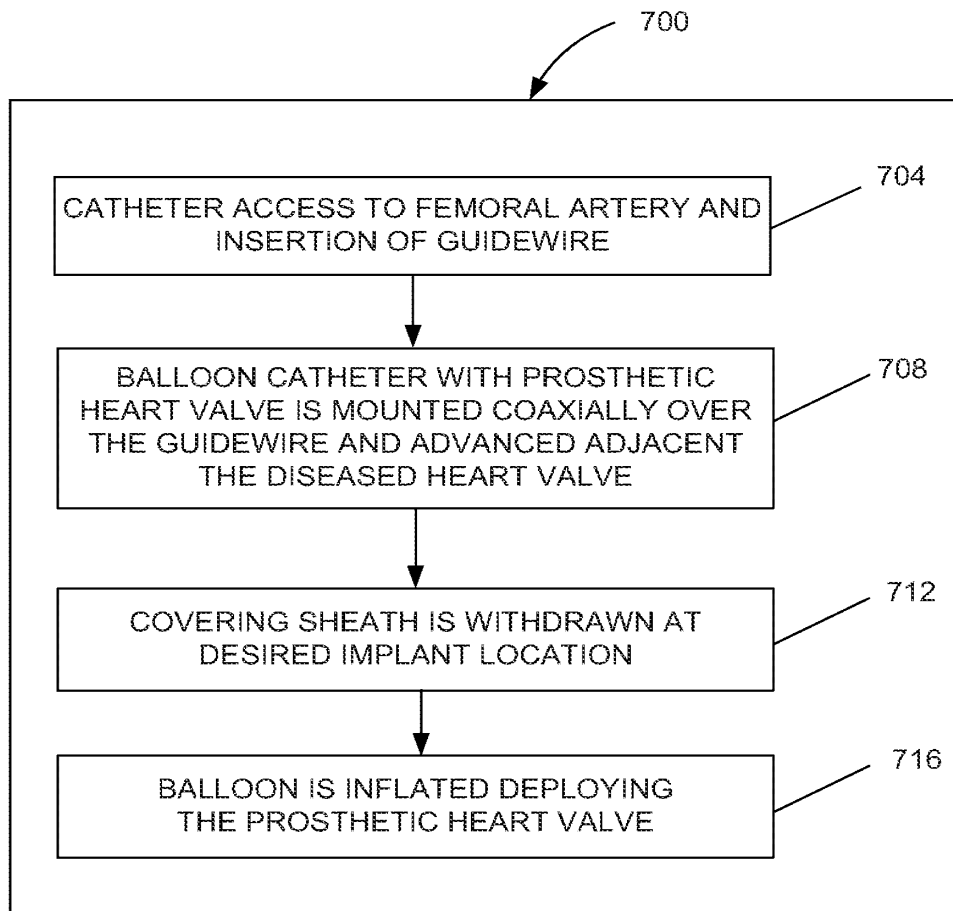 700
704
CATHETER ACCESS TO FEMORAL ARTERY AND
INSERTION OF GUIDEWIRE
BALLOON CATHETER WITH PROSTHETIC
HEART VALVE IS MOUNTED COAXIALLY OVER
THE GUIDEWIRE AND ADVANCED ADJACENT
THE DISEASED HEART VALVE
708
COVERING SHEATH IS WITHDRAWN AT
DESIRED IMPLANT LOCATION
712
BALLOON IS INFLATED DEPLOYING
THE PROSTHETIC HEART VALVE
716